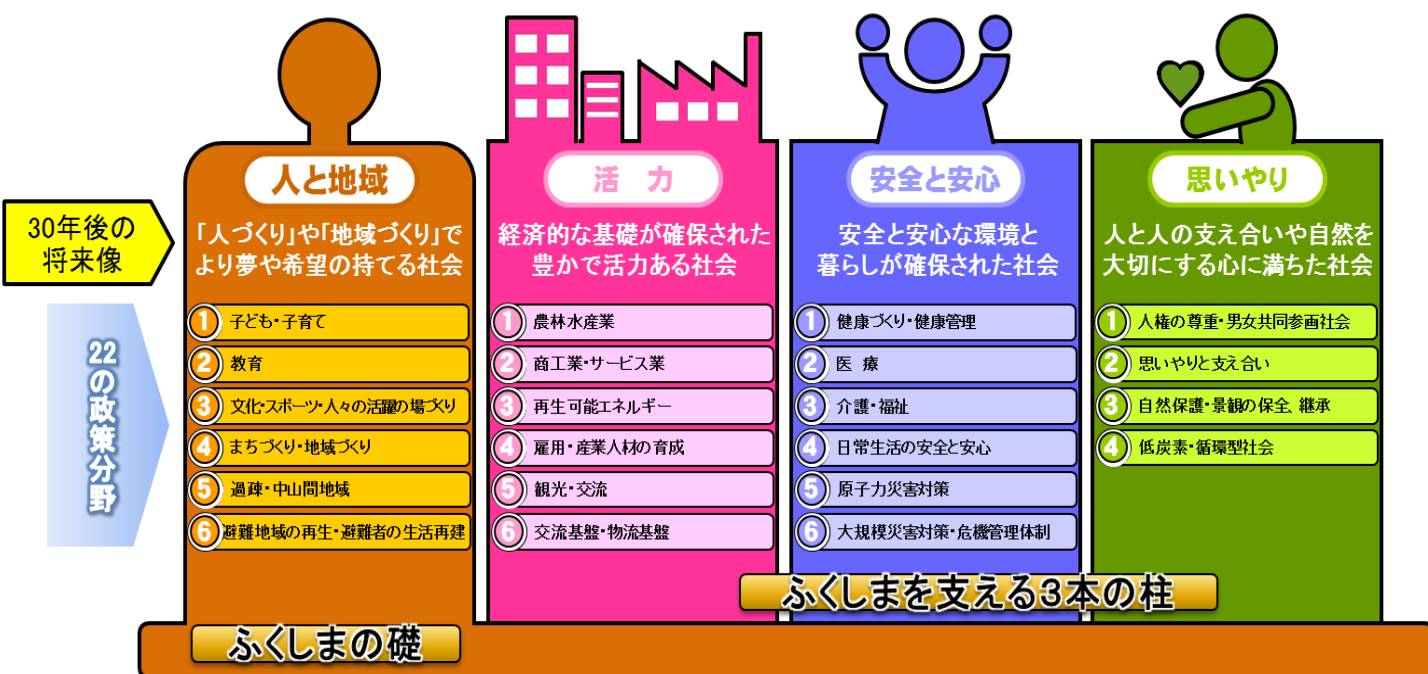 30年後の
将来像
22の政策分野
人と地域
「人づくり」や「地域づくり」で
より夢や希望の持てる社会
1 子ども・子育て
2 教育
3 文化・スポーツ・人々の活躍の場づくり
4 まちづくり・地域づくり
5 過疎・中山間地域
6 避難地域の再生・避難者の生活再建
ふくしまの礎
活 力
経済的な基礎が確保された
豊かで活力ある社会
1 農林水産業
2 商工業・サービス業
3 再生可能エネルギー
4 雇用・産業人材の育成
5 観光・交流
6 交流基盤・物流基盤
安全と安心
安全と安心な環境と
暮らしが確保された社会
1 健康づくり・健康管理
2 医 療
3 介護・福祉
4 日常生活の安全と安心
5 原子力災害対策
6 大規模災害対策・危機管理体制
思いやり
人と人の支え合いや自然を
大切にする心に満ちた社会
1 人権の尊重・男女共同参画社会
2 思いやりと支え合い
3 自然保護・景観の保全、継承
4 低炭素・循環型社会
ふくしまを支える3本の柱